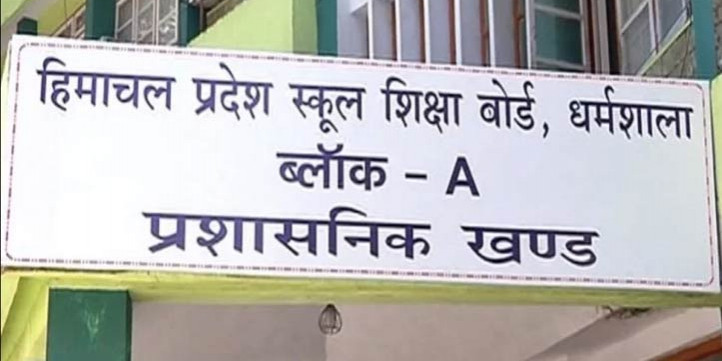 हिमाचल प्रदेश स्कूल शिक्षा बोर्ड, धर्मशाला
ब्लॉक - A
प्रशासनिक खण्ड